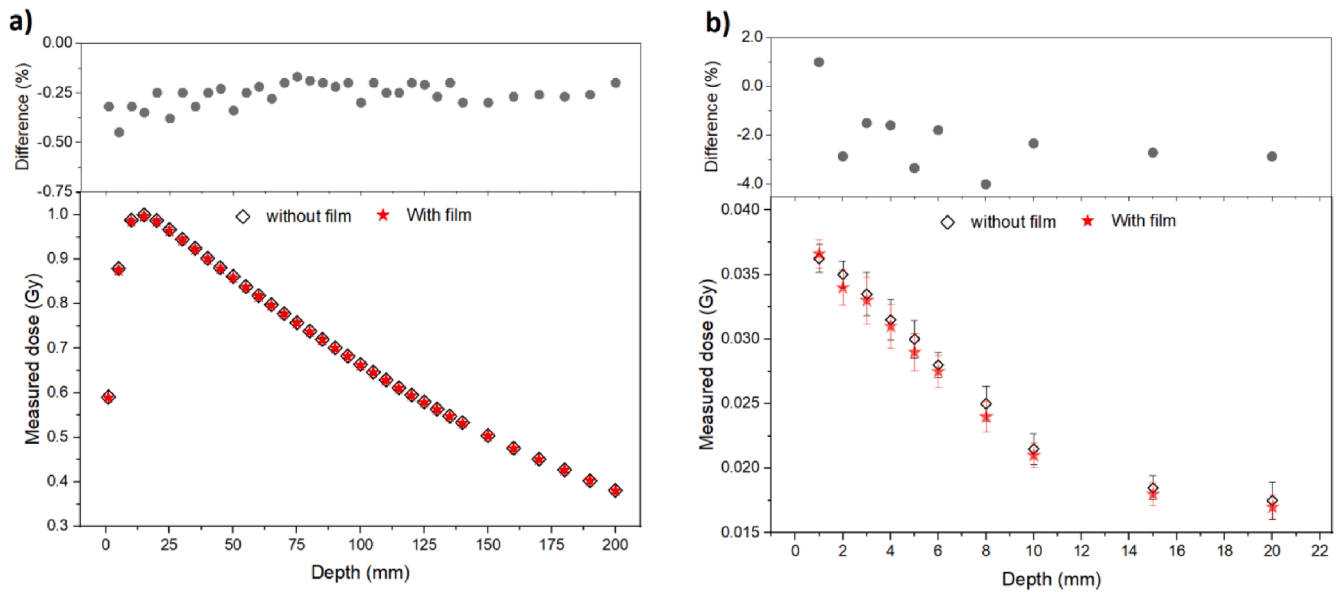 a)
0.00
-0.25
-0.50
-0.75
Difference (%)
without film
With film
1.0
0.9
0.8
0.7
0.6
0.5
0.4
0.3
Measured dose (Gy)
0 25 50 75 100 125 150 175 200
Depth (mm)
b)
2.0
0.0
-2.0
-4.0
Difference (%)
without film
With film
0.040
0.035
0.030
0.025
0.020
0.015
Measured dose (Gy)
0 2 4 6 8 10 12 14 16 18 20 22
Depth (mm)